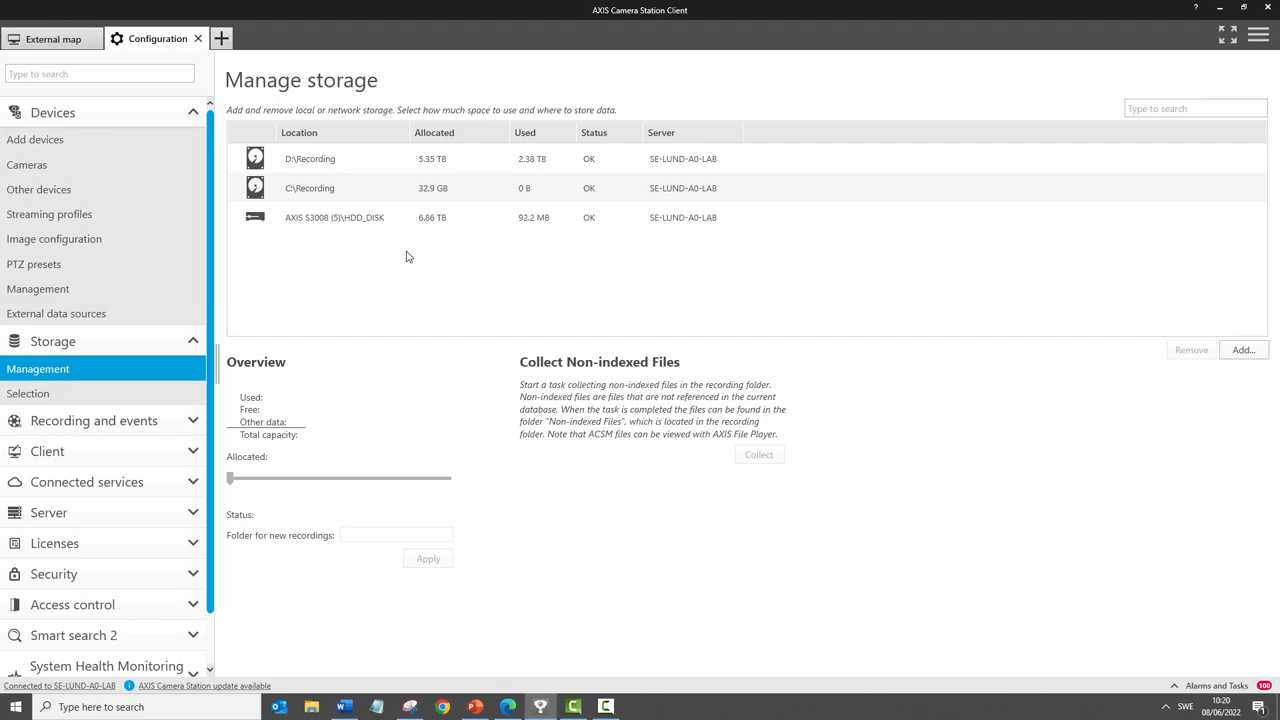 AXIS Camera Station Client
?
External map
Configuration
Type to search
Devices
Add devices
Cameras
Other devices
Streaming profiles
Image configuration
PTZ presets
Management
External data sources
Storage
Management
Selection
Recording and events
Client
Connected services
Server
Licenses
Security
Access control
Smart search 2
System Health Monitoring
Manage storage
Add and remove local or network storage. Select how much space to use and where to store data.
Type to search
Location Allocated Used Status Server
D:\Recording 5.35 TB 2.38 TB OK SE-LUND-A0-LAB
C:\Recording 32.9 GB 0 B OK SE-LUND-A0-LAB
AXIS S3008 (5)\HDD_DISK 6.86 TB 92.2 MB OK SE-LUND-A0-LAB
Remove Add...
Overview
Used:
Free:
Other data:
Total capacity:
Allocated:
Status:
Folder for new recordings:
Apply
Collect Non-indexed Files
Start a task collecting non-indexed files in the recording folder.
Non-indexed files are files that are not referenced in the current
database. When the task is completed the files can be found in the
folder "Non-indexed Files", which is located in the recording
folder. Note that ACSM files can be viewed with AXIS File Player.
Collect
Connected to SE-LUND-A0-LAB
AXIS Camera Station update available
Alarms and Tasks 100
Type here to search
SWE
10:20
08/06/2022